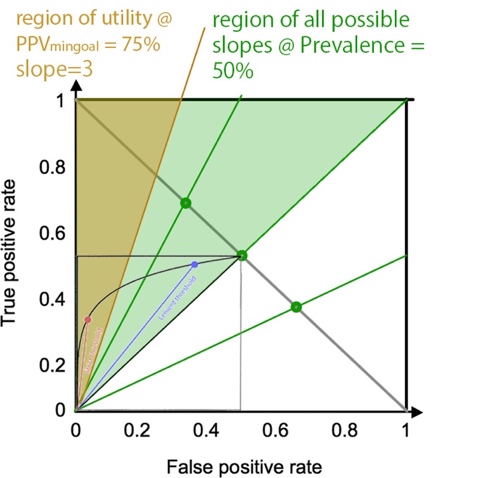 region of utility @
PPVmingoal = 75%
slope=3
region of all possible
slopes @ Prevalence =
50%
1
0.8
0.6
0.4
0.2
0
0
0.2
0.4
0.6
0.8
1
True positive rate
False positive rate
Lenient threshold